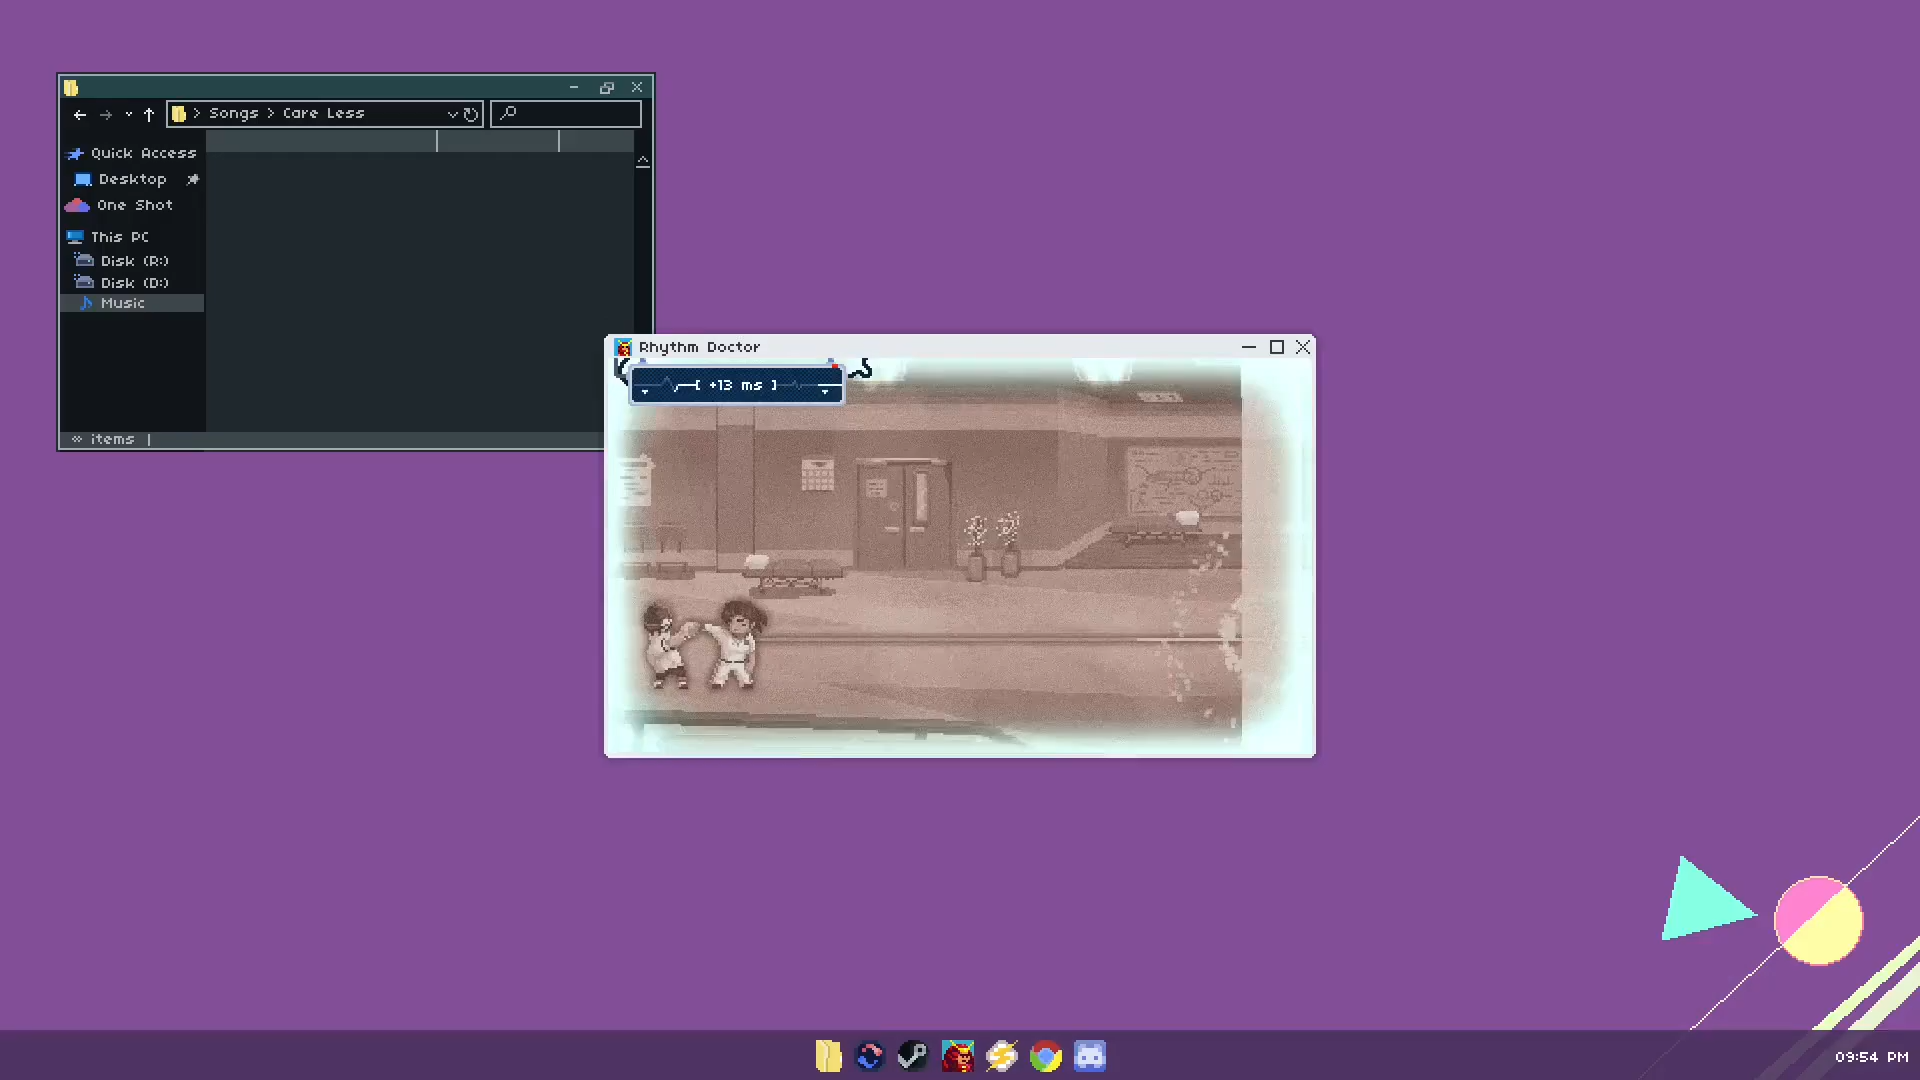 Songs > Care Less
Quick Access
Desktop
One Shot
This PC
Disk (R:)
Disk (D:)
Music
∞ items |
Rhythm Doctor
[ +13 ms ]
09:54 PM